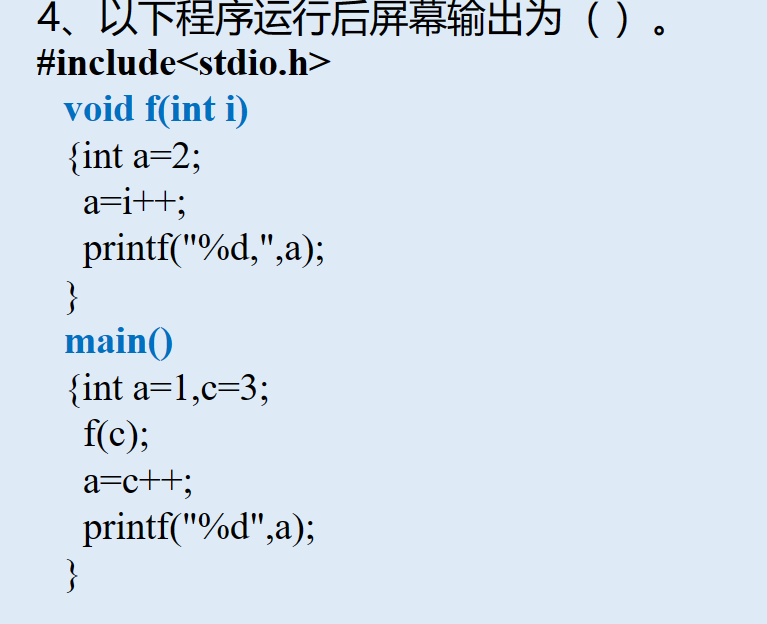 4、以下程序运行后屏幕输出为（ ）。
#include<stdio.h>
void f(int i)
{int a=2;
a=i++;
printf("%d,",a);
}
main()
{int a=1,c=3;
f(c);
a=c++;
printf("%d",a);
}